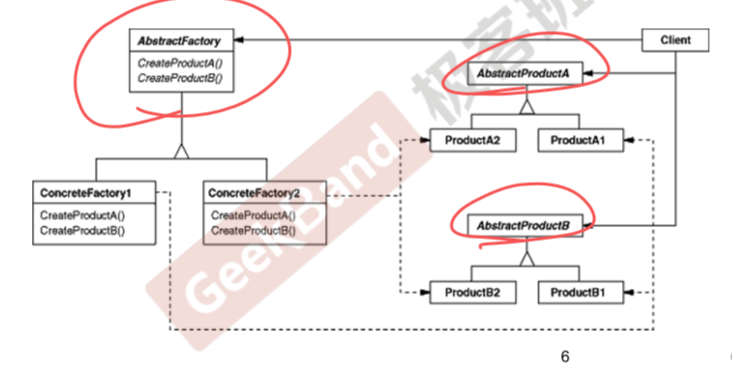 AbstractFactory
CreateProductA()
CreateProductB()
Client
AbstractProductA
ProductA2
ProductA1
ConcreteFactory1
CreateProductA()
CreateProductB()
ConcreteFactory2
CreateProductA()
CreateProductB()
AbstractProductB
ProductB2
ProductB1
GeekBand 极客班
6